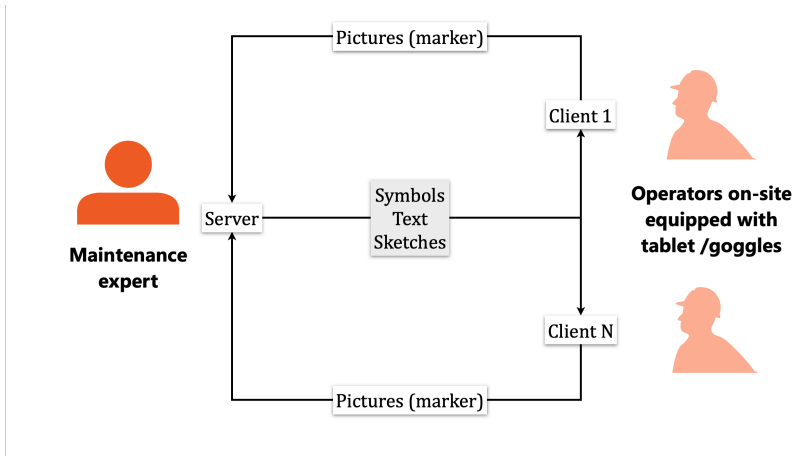 Pictures (marker)
Client 1
Symbols
Text
Sketches
Server
Operators on-site
equipped with
tablet /goggles
Maintenance
expert
Client N
Pictures (marker)